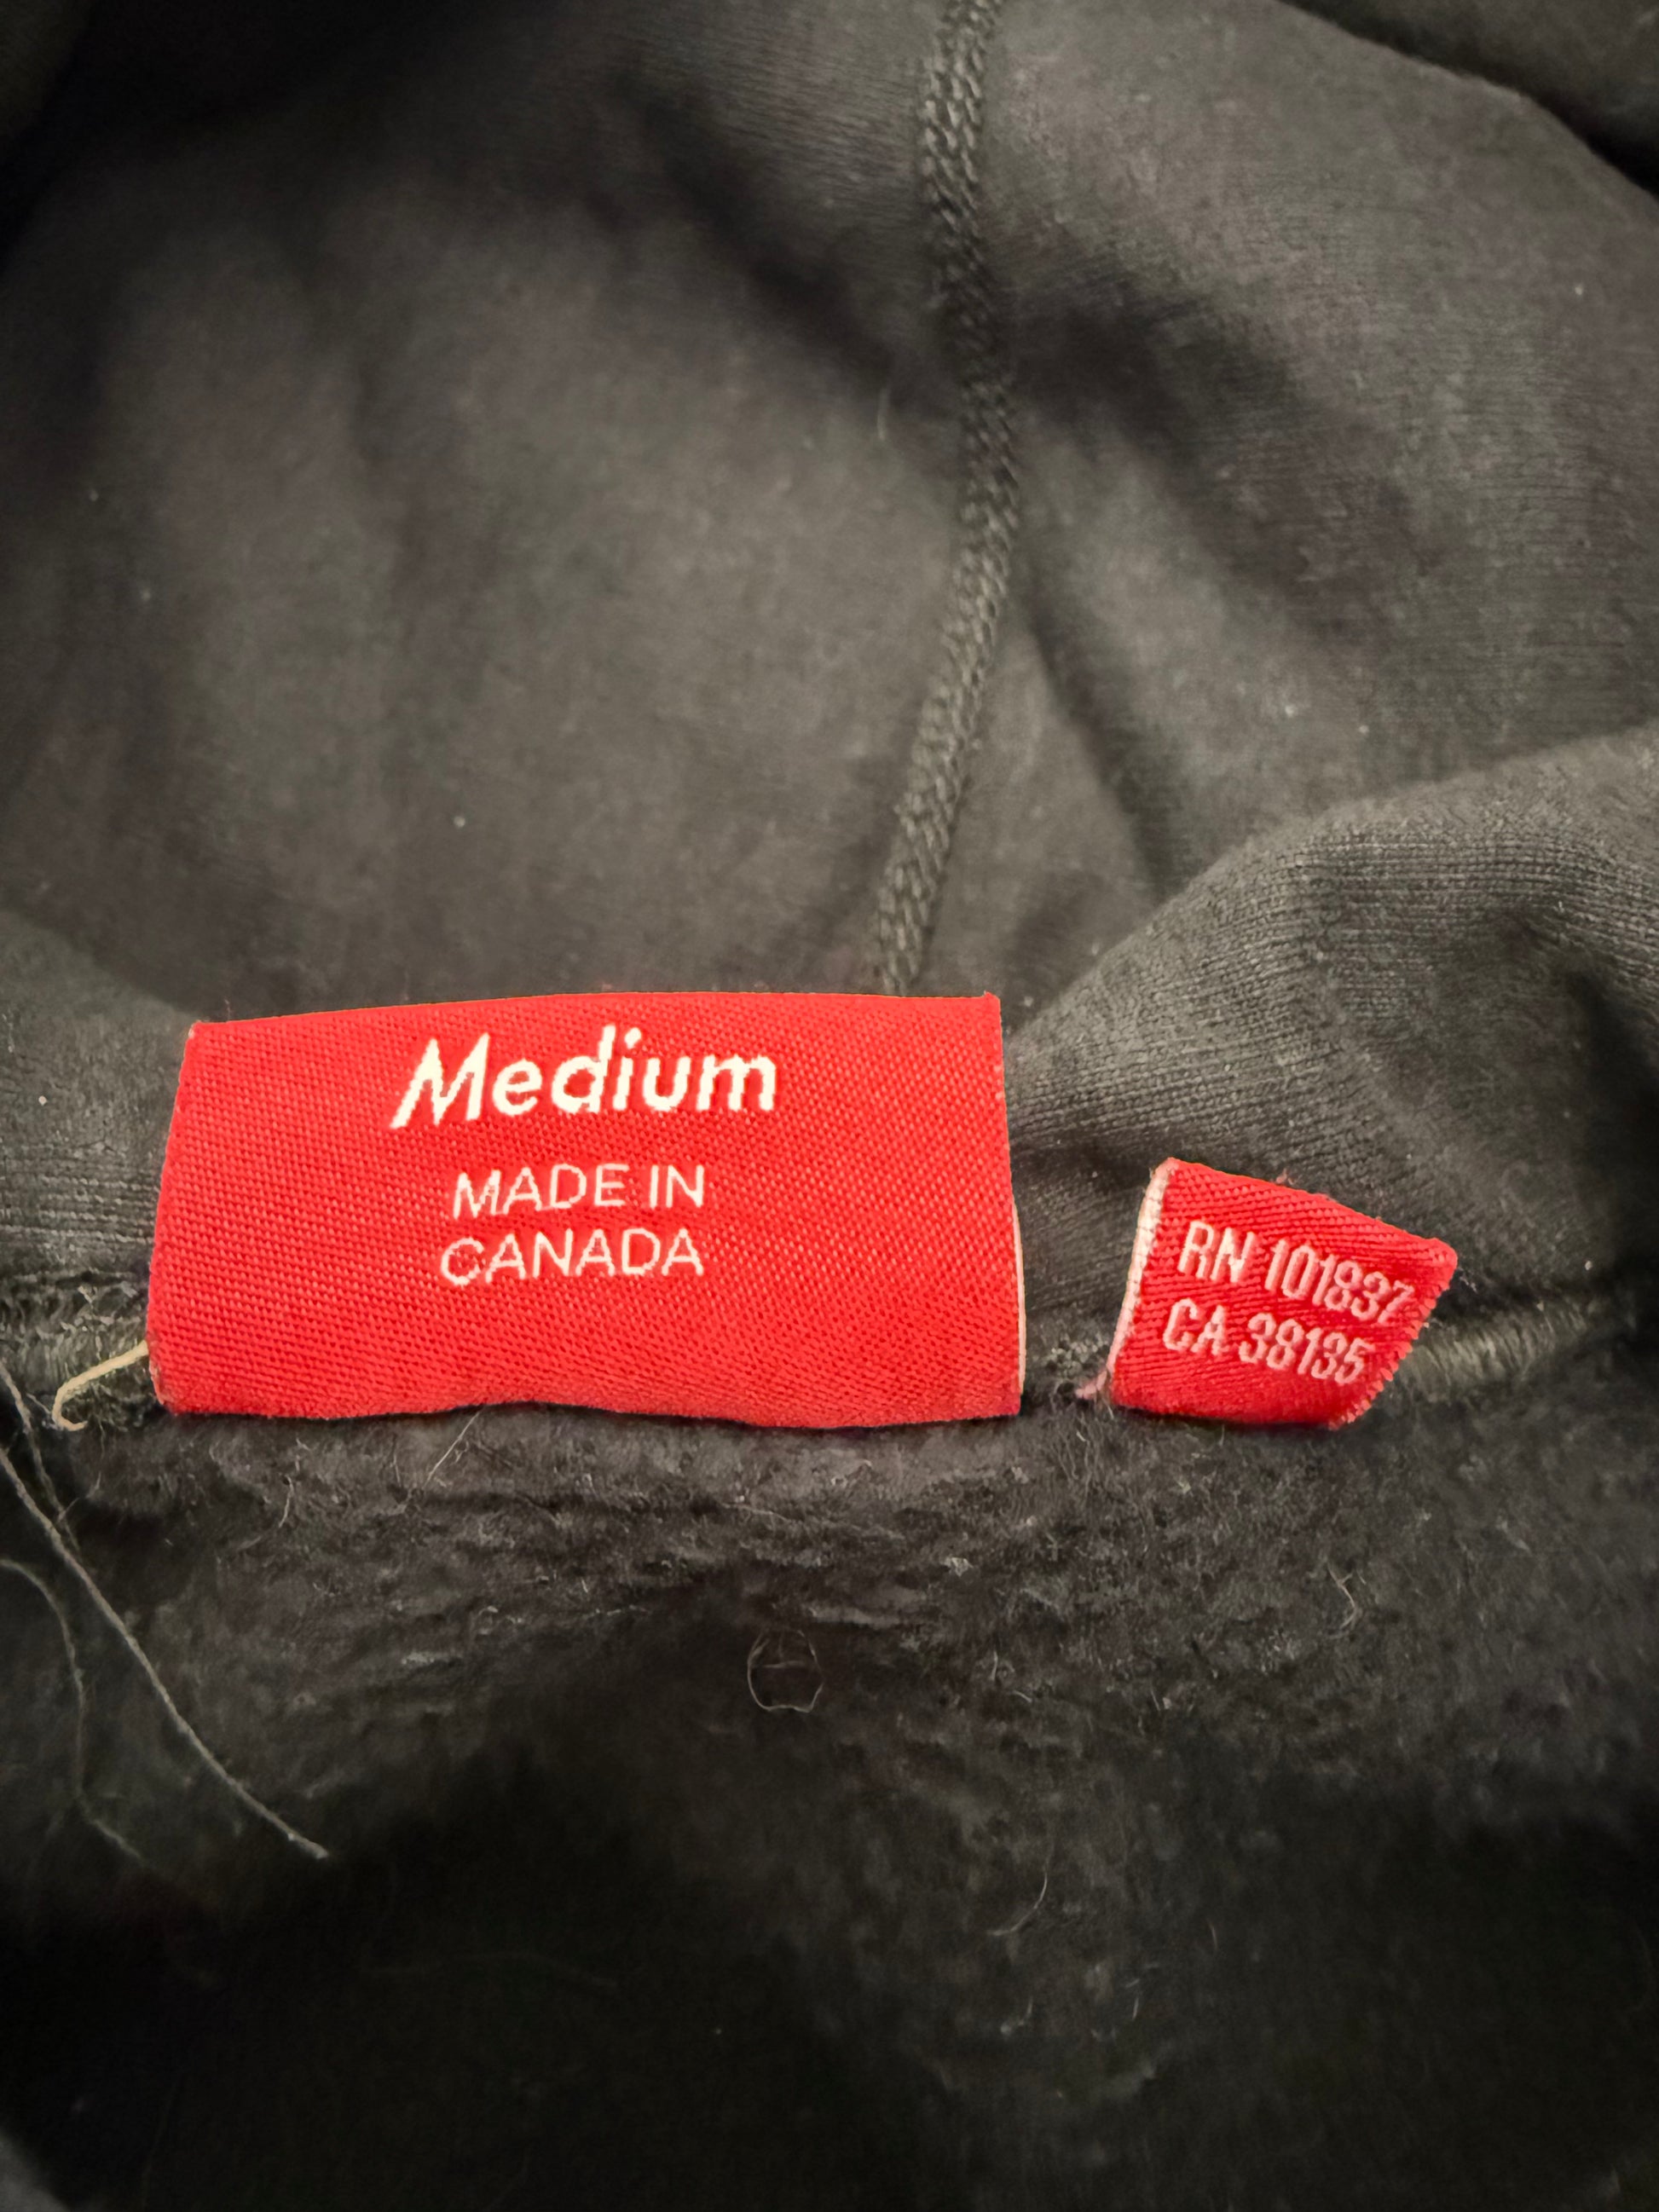 Medium
MADE IN
CANADA
RN 101837
CA 38135